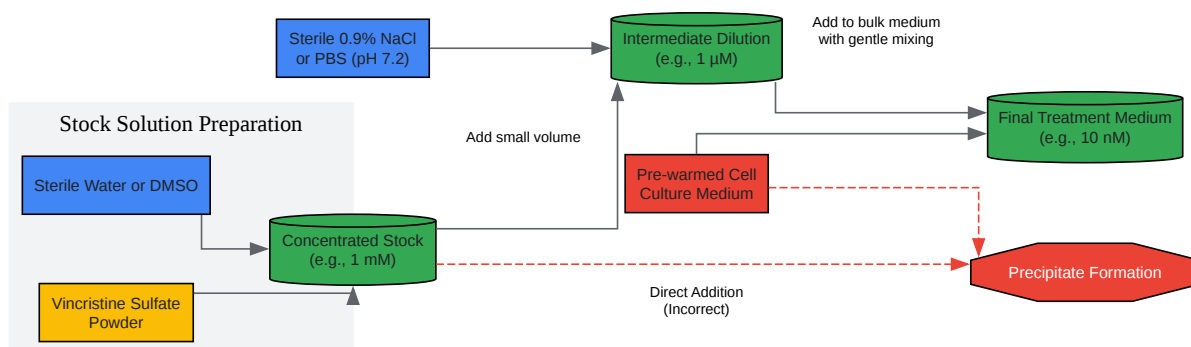 Sterile 0.9% NaCl
or PBS (pH 7.2)
Intermediate Dilution
(e.g., 1 µM)
Add to bulk medium
with gentle mixing
Stock Solution Preparation
Add small volume
Final Treatment Medium
(e.g., 10 nM)
Sterile Water or DMSO
Pre-warmed Cell
Culture Medium
Concentrated Stock
(e.g., 1 mM)
Precipitate Formation
Vincristine Sulfate
Powder
Direct Addition
(Incorrect)